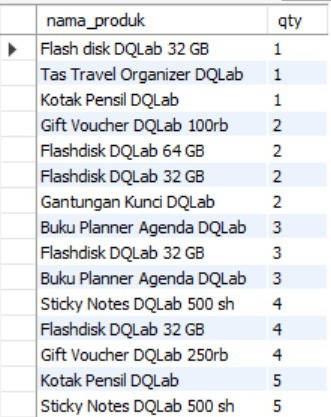 nama_produk qty
Flash disk DQLab 32 GB 1
Tas Travel Organizer DQLab 1
Kotak Pensil DQLab 1
Gift Voucher DQLab 100rb 2
Flashdisk DQLab 64 GB 2
Flashdisk DQLab 32 GB 2
Gantungan Kunci DQLab 2
Buku Planner Agenda DQLab 3
Flashdisk DQLab 32 GB 3
Buku Planner Agenda DQLab 3
Sticky Notes DQLab 500 sh 4
Flashdisk DQLab 32 GB 4
Gift Voucher DQLab 250rb 4
Kotak Pensil DQLab 5
Sticky Notes DQLab 500 sh 5